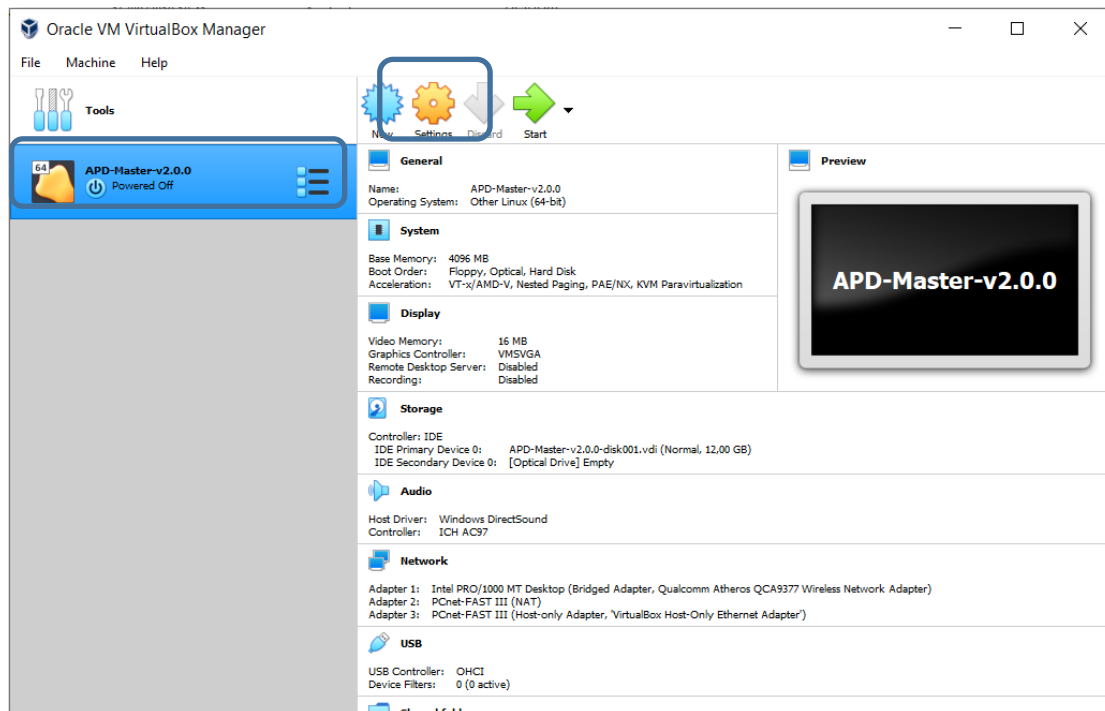 Oracle VM VirtualBox Manager
File Machine Help
Tools
New Settings Discard Start
64
APD-Master-v2.0.0
Powered Off
General
Name: APD-Master-v2.0.0
Operating System: Other Linux (64-bit)
System
Base Memory: 4096 MB
Boot Order: Floppy, Optical, Hard Disk
Acceleration: VT-x/AMD-V, Nested Paging, PAE/NX, KVM Paravirtualization
Display
Video Memory: 16 MB
Graphics Controller: VMSVGA
Remote Desktop Server: Disabled
Recording: Disabled
Preview
APD-Master-v2.0.0
Storage
Controller: IDE
IDE Primary Device 0: APD-Master-v2.0.0-disk001.vdi (Normal, 12,00 GB)
IDE Secondary Device 0: [Optical Drive] Empty
Audio
Host Driver: Windows DirectSound
Controller: ICH AC97
Network
Adapter 1: Intel PRO/1000 MT Desktop (Bridged Adapter, Qualcomm Atheros QCA9377 Wireless Network Adapter)
Adapter 2: PCnet-FAST III (NAT)
Adapter 3: PCnet-FAST III (Host-only Adapter, 'VirtualBox Host-Only Ethernet Adapter')
USB
USB Controller: OHCI
Device Filters: 0 (0 active)